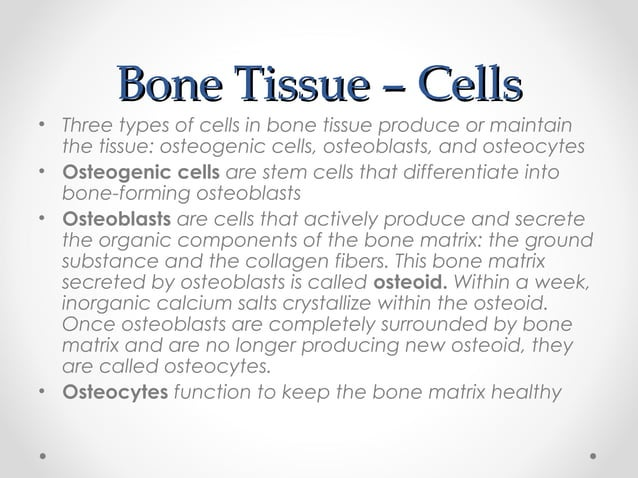 Bone Tissue – Cells
• Three types of cells in bone tissue produce or maintain
the tissue: osteogenic cells, osteoblasts, and osteocytes
• Osteogenic cells are stem cells that differentiate into
bone-forming osteoblasts
• Osteoblasts are cells that actively produce and secrete
the organic components of the bone matrix: the ground
substance and the collagen fibers. This bone matrix
secreted by osteoblasts is called osteoid. Within a week,
inorganic calcium salts crystallize within the osteoid.
Once osteoblasts are completely surrounded by bone
matrix and are no longer producing new osteoid, they
are called osteocytes.
• Osteocytes function to keep the bone matrix healthy